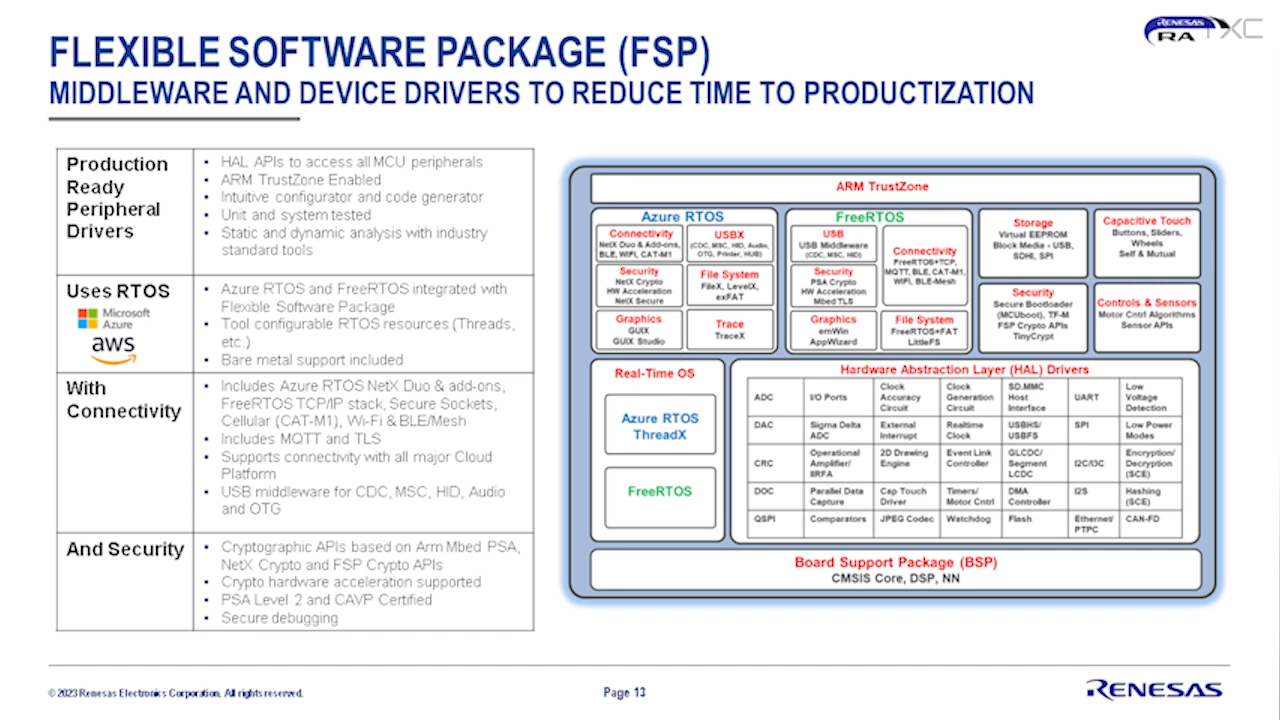 RENESAS
RA
TXC
FLEXIBLE SOFTWARE PACKAGE (FSP)
MIDDLEWARE AND DEVICE DRIVERS TO REDUCE TIME TO PRODUCTIZATION
Production
Ready
Peripheral
Drivers
▪ HAL APIs to access all MCU peripherals
▪ ARM TrustZone Enabled
▪ Intuitive configurator and code generator
▪ Unit and system tested
▪ Static and dynamic analysis with industry
standard tools
Uses RTOS
Microsoft
Azure
aws
▪ Azure RTOS and FreeRTOS integrated with
Flexible Software Package
▪ Tool configurable RTOS resources (Threads,
etc.)
▪ Bare metal support included
With
Connectivity
▪ Includes Azure RTOS NetX Duo & add-ons,
FreeRTOS TCP/IP stack, Secure Sockets,
Cellular (CAT-M1), Wi-Fi & BLE/Mesh
▪ Includes MQTT and TLS
▪ Supports connectivity with all major Cloud
Platform
▪ USB middleware for CDC, MSC, HID, Audio
and OTG
And Security
▪ Cryptographic APIs based on Arm Mbed PSA,
NetX Crypto and FSP Crypto APIs
▪ Crypto hardware acceleration supported
▪ PSA Level 2 and CAVP Certified
▪ Secure debugging
ARM TrustZone
Azure RTOS
Connectivity
NetX Duo & Add-ons,
BLE, WIFI, CAT-M1
USBX
(CDC, MSC, HID, Audio,
OTG, Printer, HUB)
Security
NetX Crypto
HW Acceleration
NetX Secure
File System
FileX, LevelX,
exFAT
Graphics
GUIX
GUIX Studio
Trace
TraceX
FreeRTOS
USB
USB Middleware
(CDC, MSC, HID)
Connectivity
FreeRTOS+TCP,
MQTT, BLE, CAT-M1,
WIFI, BLE-Mesh
Security
PSA Crypto
HW Acceleration
Mbed TLS
Graphics
emWin
AppWizard
File System
FreeRTOS+FAT
LittleFS
Storage
Virtual EEPROM
Block Media - USB,
SDHI, SPI
Capacitive Touch
Buttons, Sliders,
Wheels
Self & Mutual
Security
Secure Bootloader
(MCUboot), TF-M
FSP Crypto APIs
TinyCrypt
Controls & Sensors
Motor Cntrl Algorithms
Sensor APIs
Real-Time OS
Azure RTOS
ThreadX
FreeRTOS
Hardware Abstraction Layer (HAL) Drivers
ADC
I/O Ports
Clock
Accuracy
Circuit
Clock
Generation
Circuit
SD.MMC
Host
Interface
UART
Low
Voltage
Detection
DAC
Sigma Delta
ADC
External
Interrupt
Realtime
Clock
USBHS/
USBFS
SPI
Low Power
Modes
CRC
Operational
Amplifier/
IIRFA
2D Drawing
Engine
Event Link
Controller
GLCDC/
Segment
LCDC
I2C/I3C
Encryption/
Decryption
(SCE)
DOC
Parallel Data
Capture
Cap Touch
Driver
Timers/
Motor Cntrl
DMA
Controller
I2S
Hashing
(SCE)
QSPI
Comparators
JPEG Codec
Watchdog
Flash
Ethernet/
PTPC
CAN-FD
Board Support Package (BSP)
CMSIS Core, DSP, NN
© 2023 Renesas Electronics Corporation. All rights reserved.
Page 13
RENESAS